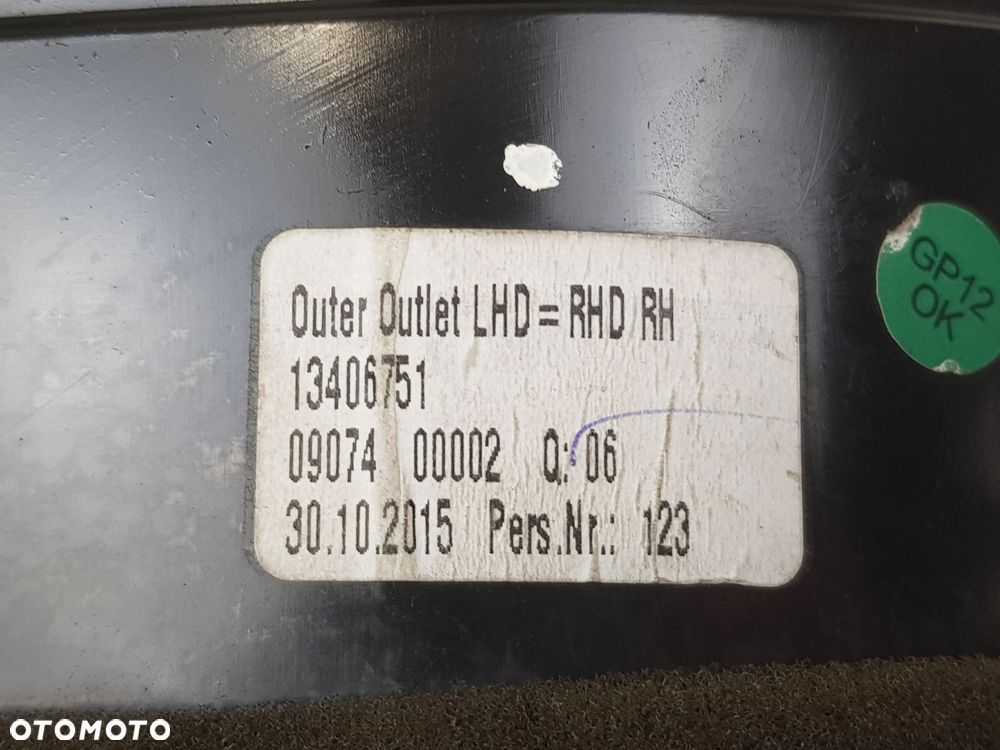 Outer Outlet LHD = RHD RH
13406751
09074 00002 Q: 06
30.10.2015 Pers.Nr.: 123
GP12
OK
OTOMOTO